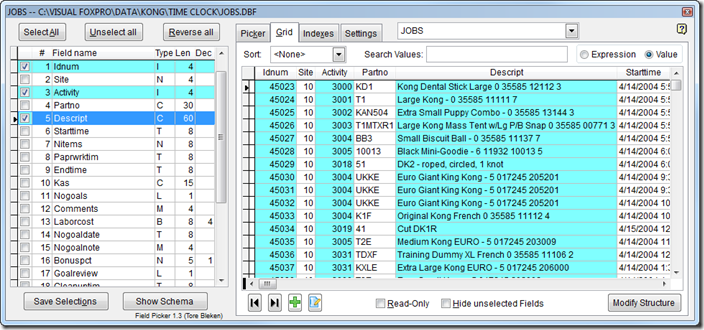 JOBS -- C:\VISUAL FOXPRO\DATA\KONG\TIME CLOCK\JOBS.DBF
Select All Unselect all Reverse all
# Field name Type Len Dec
1 Idnum I 4
2 Site N 4
3 Activity I 4
4 Partno C 30
5 Descript C 60
6 Starttime T 8
7 Nitems N 8
8 Paprwrktim T 8
9 Endtime T 8
10 Kas C 15
11 Nogoals L 1
12 Comments M 4
13 Laborcost B 8 4
14 Nogoaldate T 8
15 Nogoalnote M 4
16 Bonuspct N 5 1
17 Goalreview L 1
18 Cleanuptim T 8
Save Selections Show Schema
Field Picker 1.3 (Tore Bleken)
Picker Grid Indexes Settings JOBS
Sort: <None> Search Values: Expression Value
Idnum Site Activity Partno Descript Starttime
45023 10 3000 KD1 Kong Dental Stick Large 0 35585 12112 3 4/14/2004 5:5
45024 10 3001 T1 Large Kong - 0 35585 11111 7 4/14/2004 5:5
45026 10 3002 KAN504 Extra Small Puppy Combo - 0 35585 13144 3 4/14/2004 5:5
45027 10 3003 T1MTXR1 Large Kong Mass Tent w/Lg P/B Snap 0 35585 00771 3 4/14/2004 5:5
45028 10 3004 BB3 Small Biscuit Ball - 0 35585 11137 7 4/14/2004 5:5
45028 10 3005 10013 Black Mini-Goodie - 6 11932 10013 5 4/14/2004 5:5
45029 10 3018 51 DK2 - roped, circled, 1 knot 4/14/2004 6:2
45030 10 3004 UKKE Euro Giant King Kong - 5 017245 205201 4/14/2004 9:3
45031 10 3004 UKKE Euro Giant King Kong - 5 017245 205201 4/14/2004 9:3
45032 10 3004 UKKE Euro Giant King Kong - 5 017245 205201 4/14/2004 9:3
45033 10 3004 K1F Original Kong French 0 35585 11112 4 4/14/2004 10
45034 10 3019 41 Cut DK1R 4/15/2004 5:5
45035 10 3005 T2E Medium Kong EURO - 5 017245 203009 4/14/2004 11
45036 10 3031 TDXF Training Dummy XL French 0 35585 11106 3 4/14/2004 12
45037 10 3031 KXLE Extra Large Kong EURO - 5 017245 206000 4/14/2004 1:
Read-Only Hide unselected Fields Modify Structure